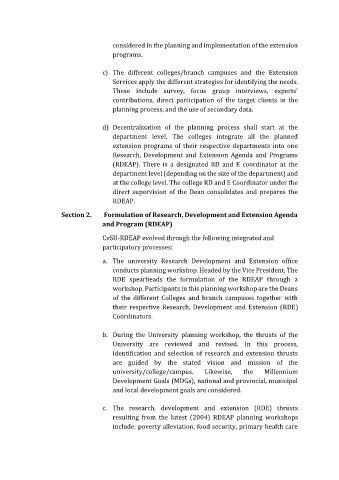 considered in the planning and implementation of the extension
programs.
c) The different colleges/branch campuses and the Extension
Services apply the different strategies for identifying the needs.
These include survey, focus group interviews, experts'
contributions, direct participation of the target clients in the
planning process, and the use of secondary data.
d) Decentralization of the planning process shall start at the
department level. The colleges integrate all the planned
extension programs of their respective departments into one
Research, Development and Extension Agenda and Programs
(RDEAP). There is a designated RD and E coordinator at the
department level (depending on the size of the department) and
at the college level. The college RD and E Coordinator under the
direct supervision of the Dean consolidates and prepares the
RDEAP.
Section 2. Formulation of Research, Development and Extension Agenda
and Program (RDEAP)
CvSU-RDEAP evolved through the following integrated and
participatory processes:
a. The university Research Development and Extension office
conducts planning workshop. Headed by the Vice President, The
RDE spearheads the formulation of the RDEAP through a
workshop. Participants in this planning workshop are the Deans
of the different Colleges and branch campuses together with
their respective Research, Development and Extension (RDE)
Coordinators.
b. During the University planning workshop, the thrusts of the
University are reviewed and revised. In this process,
identification and selection of research and extension thrusts
are guided by the stated vision and mission of the
university/college/campus. Likewise, the Millennium
Development Goals (MDGs), national and provincial, municipal
and local development goals are considered.
c. The research, development and extension (RDE) thrusts
resulting from the latest (2004) RDEAP planning workshops
include: poverty alleviation, food security, primary health care